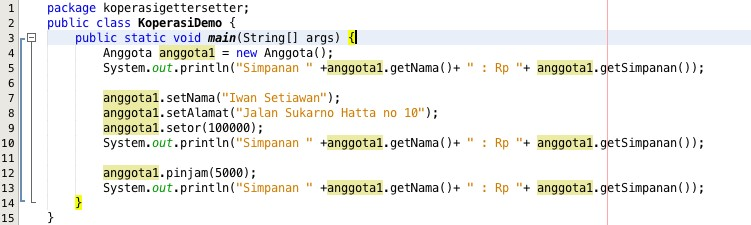 1 package koperasigettersetter;
2 public class KoperasiDemo {
3 public static void main(String[] args) {
4 Anggota anggota1 = new Anggota();
5 System.out.println("Simpanan " +anggota1.getNama()+ " : Rp "+ anggota1.getSimpanan());
6
7 anggota1.setNama("Iwan Setiawan");
8 anggota1.setAlamat("Jalan Sukarno Hatta no 10");
9 anggota1.setor(100000);
10 System.out.println("Simpanan " +anggota1.getNama()+ " : Rp "+ anggota1.getSimpanan());
11
12 anggota1.pinjam(5000);
13 System.out.println("Simpanan " +anggota1.getNama()+ " : Rp "+ anggota1.getSimpanan());
14 }
15 }